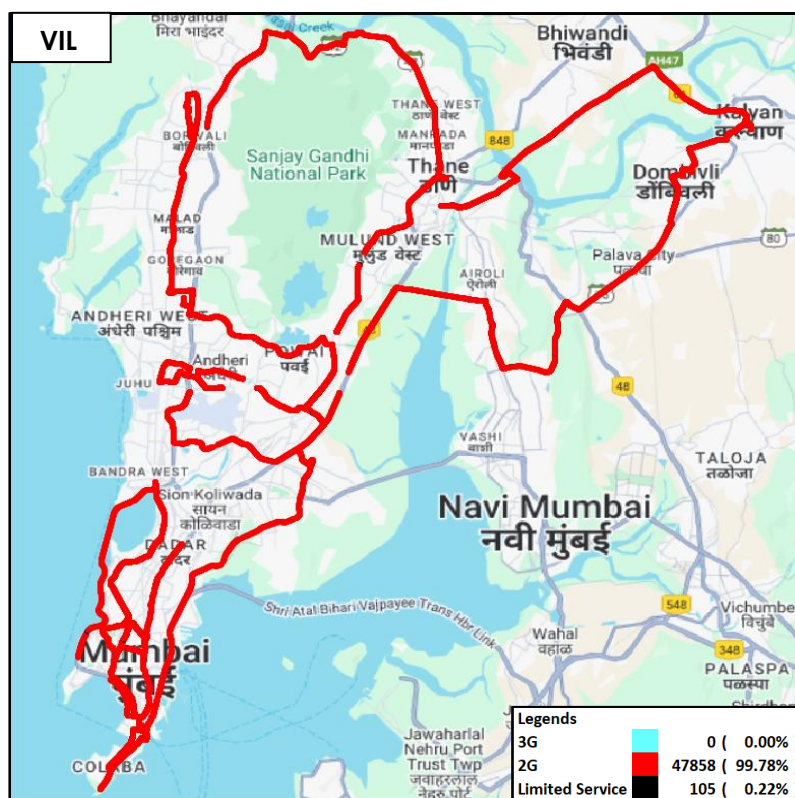 VIL
Bhayandar
मिरा भाईंदर
Bhiwandi
भिवंडी
AH47
61
THANE WEST
ठाणे वेस्ट
Kalyan
कल्याण
BORIVALI
बोरिवली
MANPADA
मानपाडा
848
Sanjay Gandhi
National Park
Thane
ठाणे
Dombivli
डोंबिवली
MALAD
मालाड
MULUND WEST
मुलुंड वेस्ट
80
GOREGAON
गोरेगाव
AIROLI
ऐरोली
Palava City
पलावा
ANDHERI WEST
अंधेरी पश्चिम
POWAI
पवई
Andheri
अंधेरी
JUHU
48
VASHI
वाशी
TALOJA
तळोजा
BANDRA WEST
Sion Koliwada
सायन
कोळिवाडा
Navi Mumbai
नवी मुंबई
DADAR
दादर
Shri Atal Bihari Vajpayee Trans Hbr Link
548
Vichumbe
विचुंबे
Mumbai
मुंबई
Wahal
वहाळ
348
PALASPA
पळस्पा
Jawaharlal
Nehru Port
Trust Twp
जवाहरलाल
नेहरू पोर्ट
COLABA
Legends
3G 0 ( 0.00% )
2G 47858 ( 99.78% )
Limited Service 105 ( 0.22% )